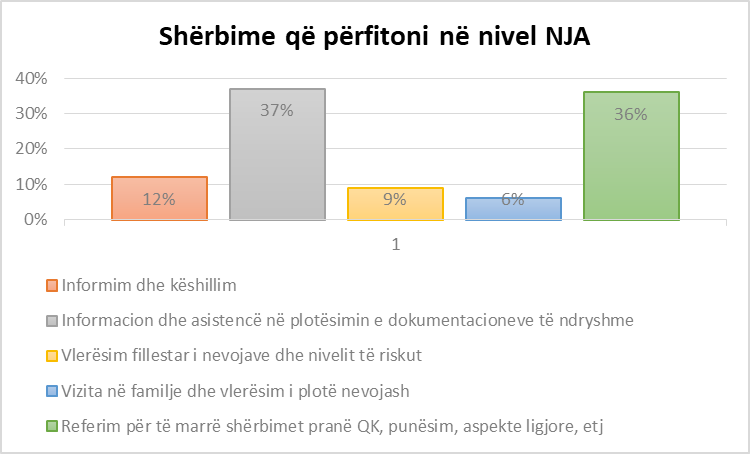 Shërbime që përfitoni në nivel NJA
40%
30%
20%
10%
0%
12%
37%
9%
6%
36%
1
Informim dhe këshillim
Informacion dhe asistencë në plotësimin e dokumentacioneve të ndryshme
Vlerësim fillestar i nevojave dhe nivelit të riskut
Vizita në familje dhe vlerësim i plotë nevojash
Referim për të marrë shërbimet pranë QK, punësim, aspekte ligjore, etj